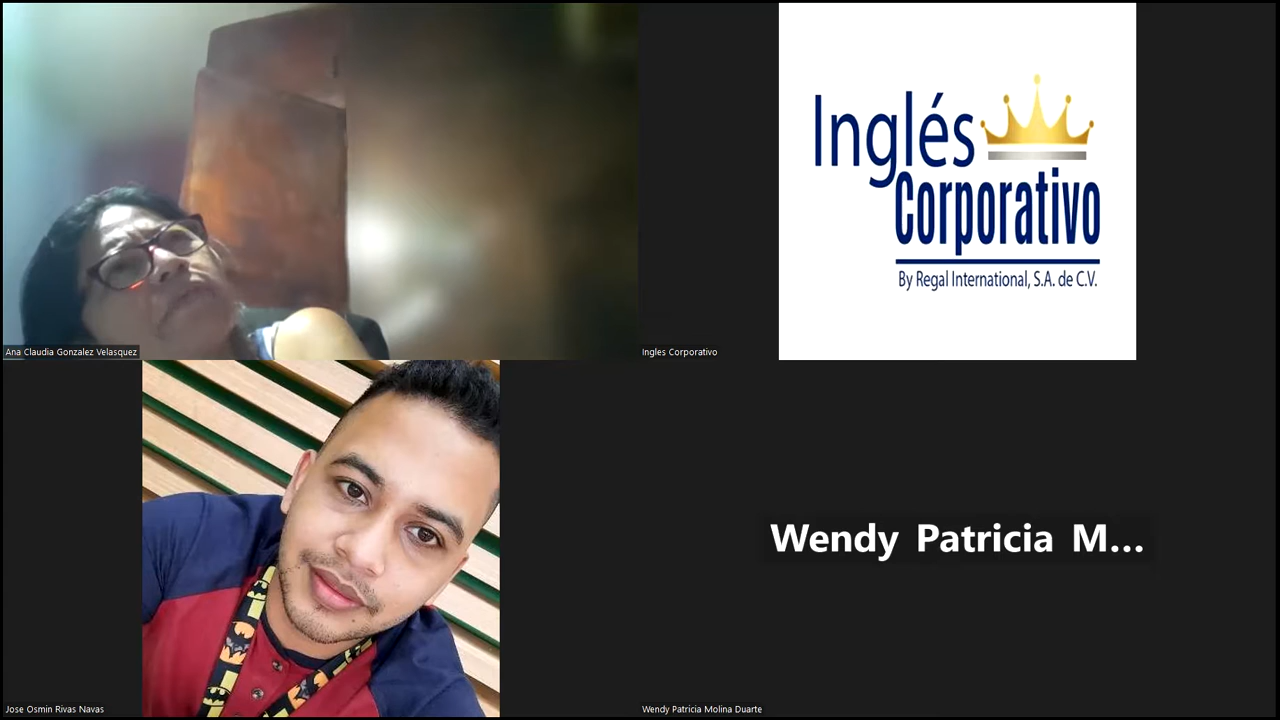 Inglés
Corporativo
By Regal International, S.A. de C.V.
Ana Claudia Gonzalez Velasquez
Ingles Corporativo
Wendy Patricia M...
Jose Osmin Rivas Navas
Wendy Patricia Molina Duarte